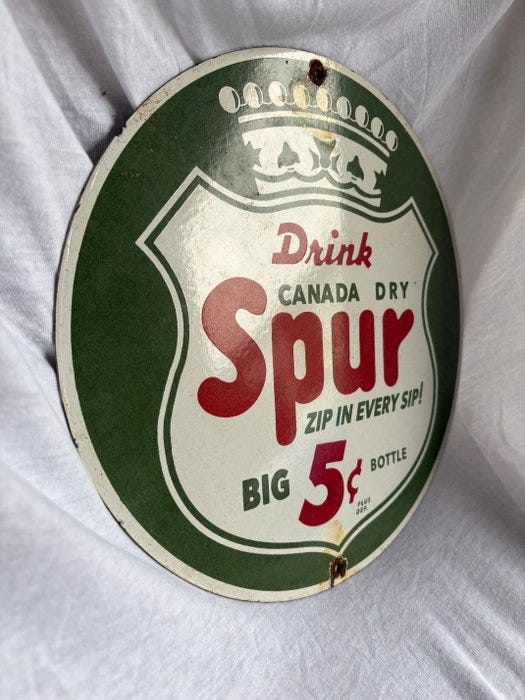 Drink
CANADA DRY
Spur
ZIP IN EVERY SIP!
BIG 5¢ BOTTLE
PLUS
DEP.